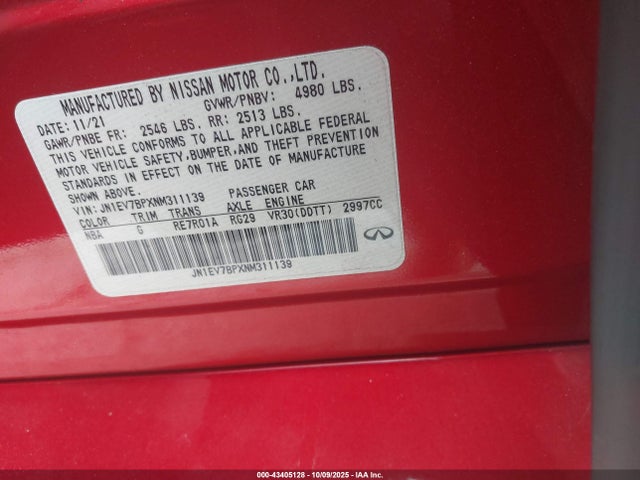 MANUFACTURED BY NISSAN MOTOR CO.,LTD.
GVWR/PNBV: 4980 LBS.
DATE: 11/21
GAWR/PNBE FR: 2546 LBS. RR: 2513 LBS.
THIS VEHICLE CONFORMS TO ALL APPLICABLE FEDERAL
MOTOR VEHICLE SAFETY,BUMPER,AND THEFT PREVENTION
STANDARDS IN EFFECT ON THE DATE OF MANUFACTURE
SHOWN ABOVE.
VIN: JN1EV7BPXNM311139 PASSENGER CAR
COLOR TRIM TRANS AXLE ENGINE
NBA G RE7R01A RG29 VR30(DDTT) 2997CC
JN1EV7BPXNM311139
INFINITI
000-43405128 - 10/09/2025 - IAA Inc.